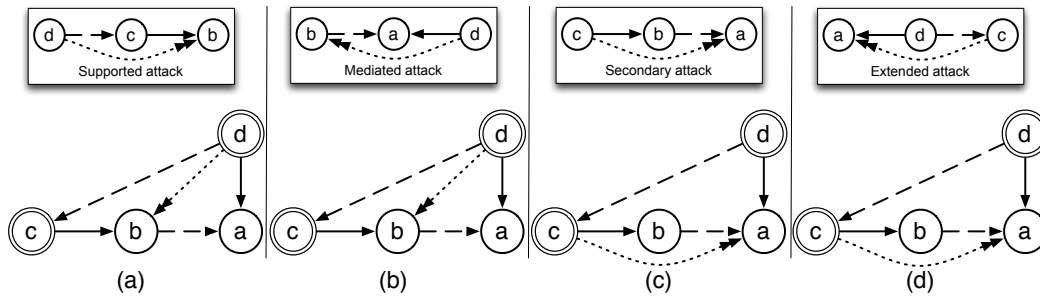 d c b
Supported attack
b a d
Mediated attack
c b a
Secondary attack
a d c
Extended attack
d
c b a
(a)
d
c b a
(b)
d
c b a
(c)
d
c b a
(d)